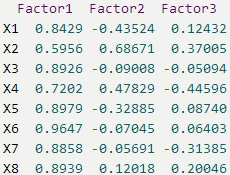 Factor1 Factor2 Factor3
X1 0.8429 -0.43524 0.12432
X2 0.5956 0.68671 0.37005
X3 0.8926 -0.09008 -0.05094
X4 0.7202 0.47829 -0.44596
X5 0.8979 -0.32885 0.08740
X6 0.9647 -0.07045 0.06403
X7 0.8858 -0.05691 -0.31385
X8 0.8939 0.12018 0.20046